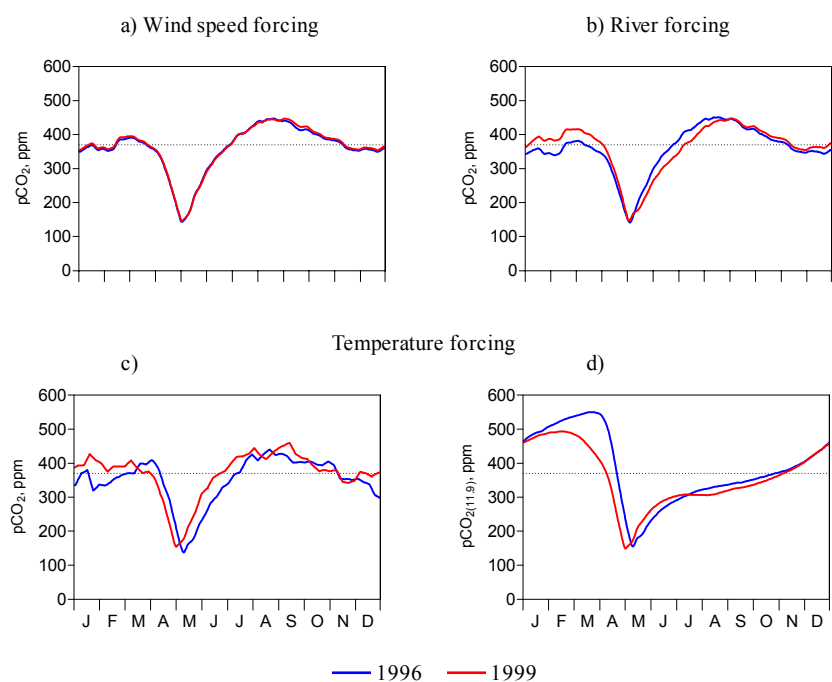 a) Wind speed forcing
b) River forcing
600
500
400
300
200
100
0
pCO2, ppm
600
500
400
300
200
100
0
pCO2, ppm
Temperature forcing
c)
d)
600
500
400
300
200
100
0
pCO2, ppm
J F M A M J J A S O N D
600
500
400
300
200
100
0
pCO2(11.9), ppm
J F M A M J J A S O N D
1996 1999